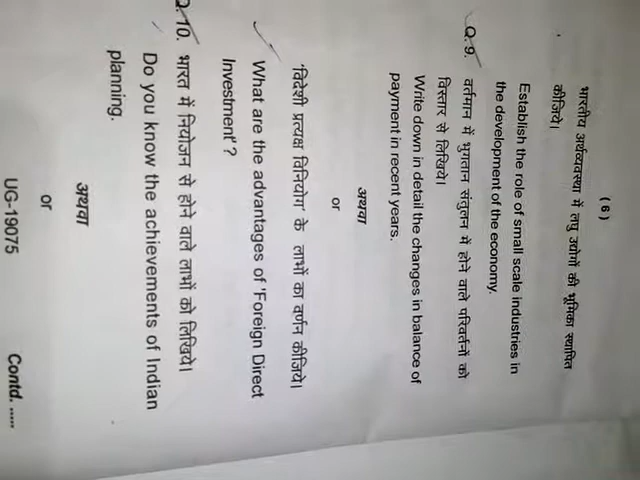 (6)
भारतीय अर्थव्यवस्था में लघु उद्योगों की भूमिका स्थापित
कीजिये।
Establish the role of small scale industries in
the development of the economy.
Q.9. वर्तमान में भुगतान संतुलन में होने वाले परिवर्तनों को
विस्तार से लिखिये।
Write down in detail the changes in balance of
payment in recent years.
अथवा
or
'विदेशी प्रत्यक्ष विनियोग के लाभों का वर्णन कीजिये।
What are the advantages of 'Foreign Direct
Investment'?
Q.10. भारत में नियोजन से होने वाले लाभों को लिखिये।
Do you know the achievements of Indian
planning.
अथवा
or
UG-19075 Contd. .....